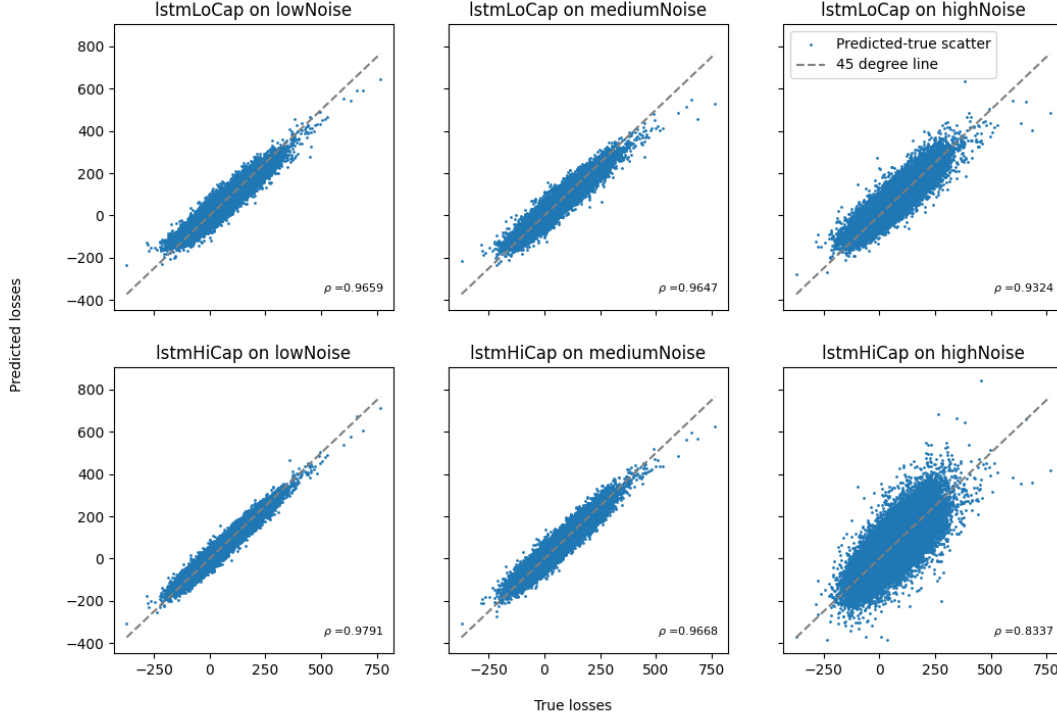 lstmLoCap on lowNoise
lstmLoCap on mediumNoise
lstmLoCap on highNoise
800
600
400
200
0
−200
−400
Predicted-true scatter
45 degree line
ρ =0.9659
ρ =0.9647
ρ =0.9324
Predicted losses
lstmHiCap on lowNoise
lstmHiCap on mediumNoise
lstmHiCap on highNoise
800
600
400
200
0
−200
−400
ρ =0.9791
ρ =0.9668
ρ =0.8337
−250 0 250 500 750
−250 0 250 500 750
−250 0 250 500 750
True losses